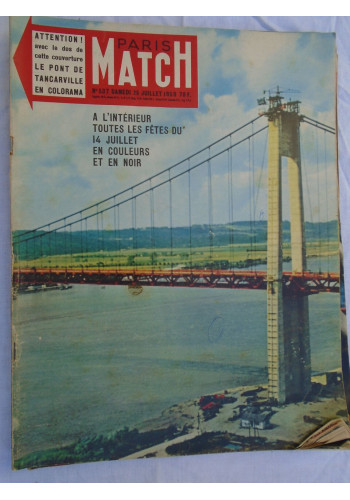 ATTENTION !
avec le dos de
cette couverture
LE PONT DE
TANCARVILLE
EN COLORAMA
PARIS
MATCH
A L'INTÉRIEUR
TOUTES LES FÊTES DU
14 JUILLET
EN COULEURS
ET EN NOIR